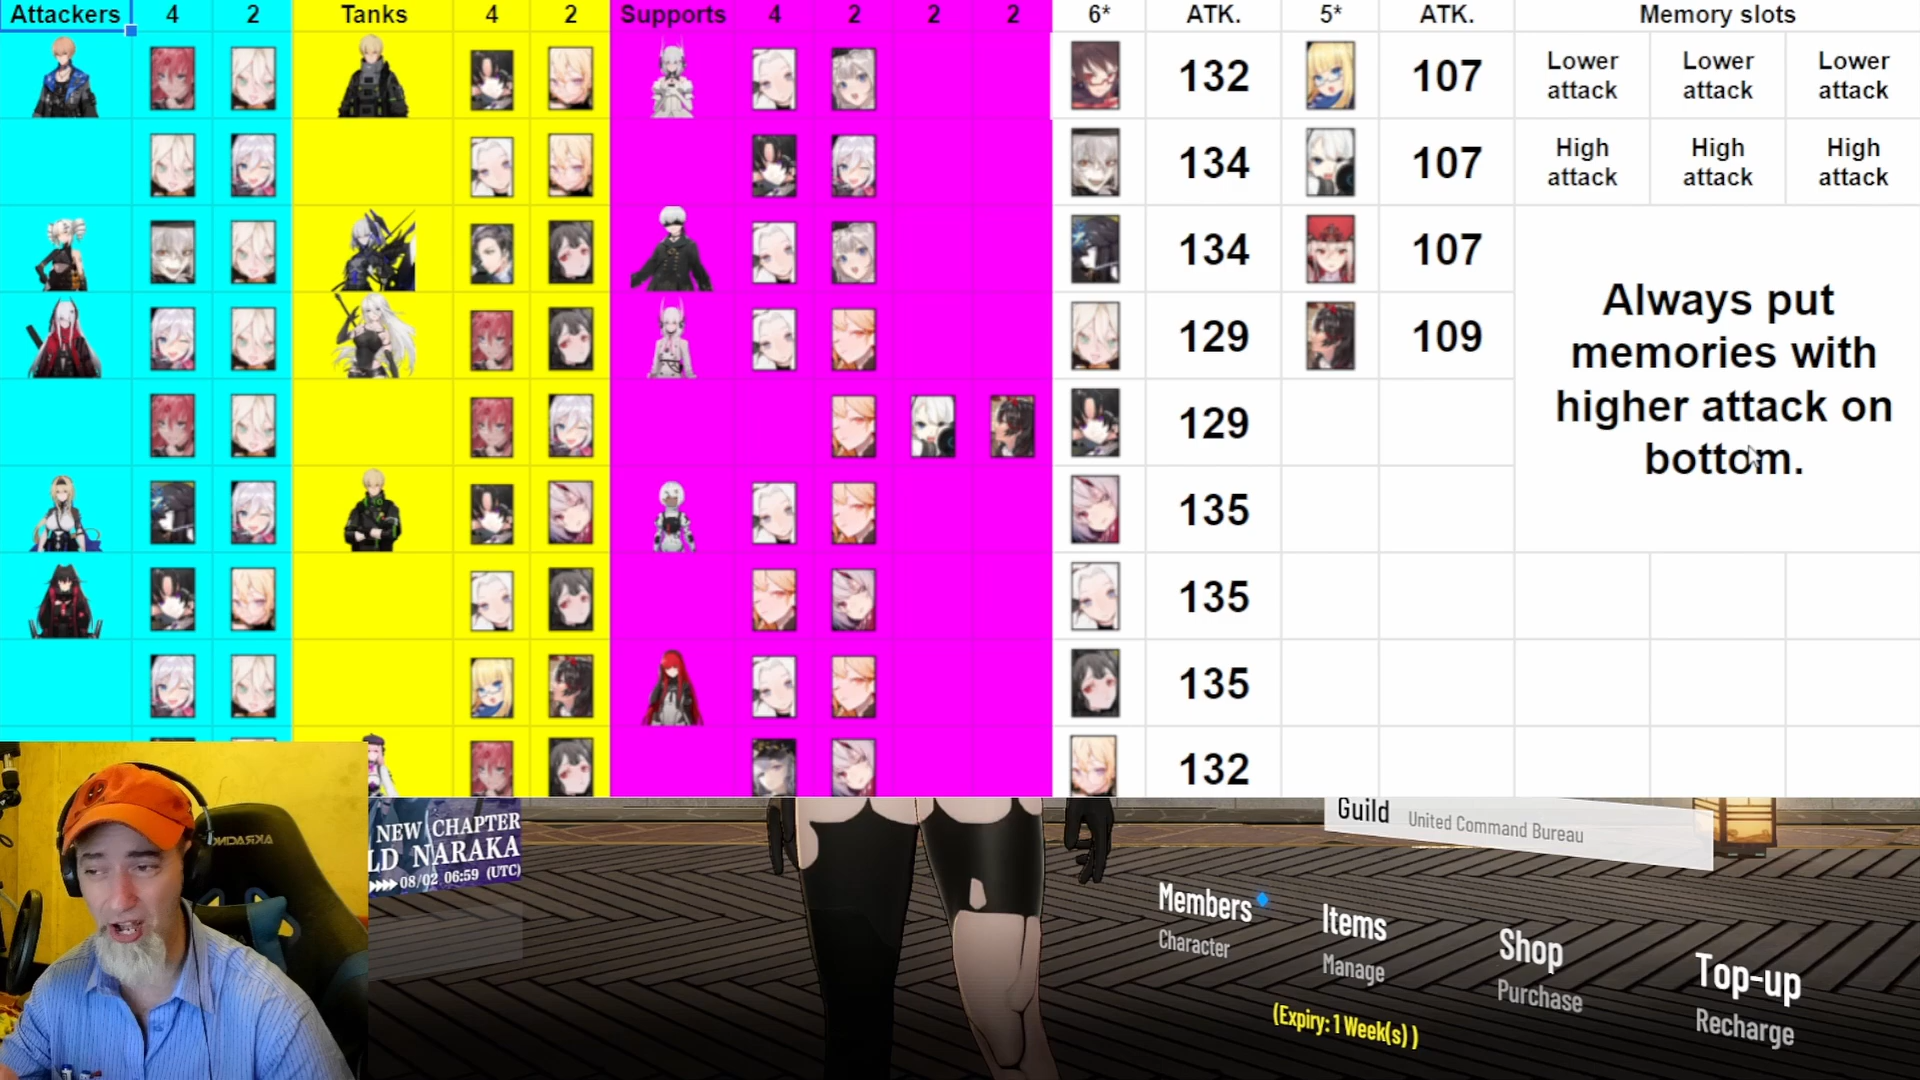 Attackers 4 2 Tanks 4 2 Supports 4 2 2 2 6* ATK. 5* ATK. Memory slots
132 107 Lower attack Lower attack Lower attack
134 107 High attack High attack High attack
134 107
129 109
129
135
135
135
132
Always put
memories with
higher attack on
bottom.
NEW CHAPTER
LD NARAKA
08/02 06:59 (UTC)
Guild United Command Bureau
Members
Character
Items
Manage
(Expiry: 1 Week(s) )
Shop
Purchase
Top-up
Recharge